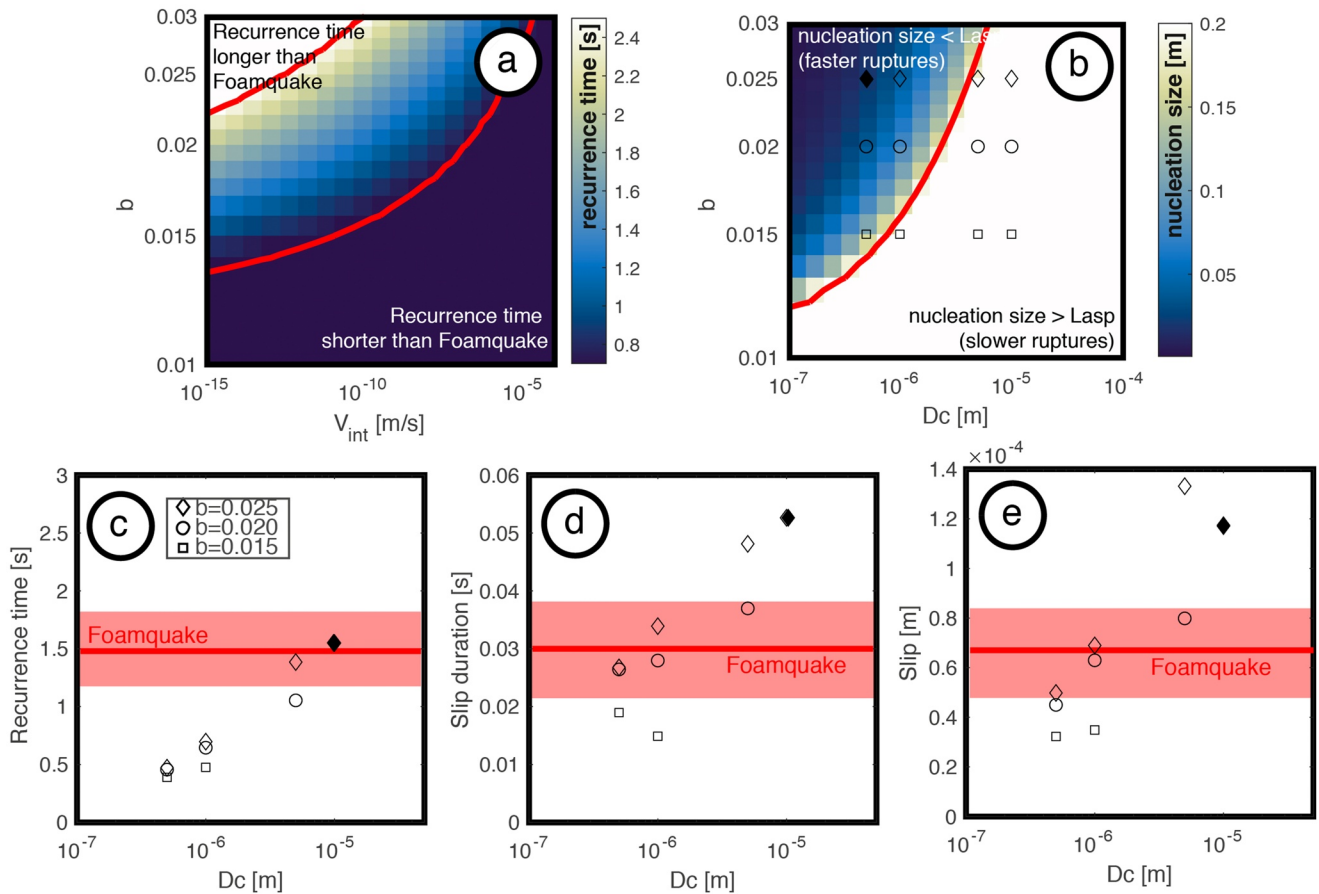 0.03
0.025
0.02
0.015
0.01
b
Recurrence time
longer than
Foamquake
a
Recurrence time
shorter than Foamquake
10^-15
10^-10
10^-5
V_int [m/s]
2.4
2.2
2
1.8
1.6
1.4
1.2
1
0.8
recurrence time [s]
0.03
0.025
0.02
0.015
0.01
b
nucleation size < Lasp
(faster ruptures)
b
nucleation size > Lasp
(slower ruptures)
10^-7
10^-6
10^-5
10^-4
Dc [m]
0.2
0.15
0.1
0.05
nucleation size [m]
3
2.5
2
1.5
1
0.5
0
Recurrence time [s]
c
b=0.025
b=0.020
b=0.015
Foamquake
10^-7
10^-6
10^-5
Dc [m]
0.06
0.05
0.04
0.03
0.02
0.01
0
Slip duration [s]
d
Foamquake
10^-7
10^-6
10^-5
Dc [m]
×10^-4
1.4
1.2
1
0.8
0.6
0.4
0.2
0
Slip [m]
e
Foamquake
10^-7
10^-6
10^-5
Dc [m]